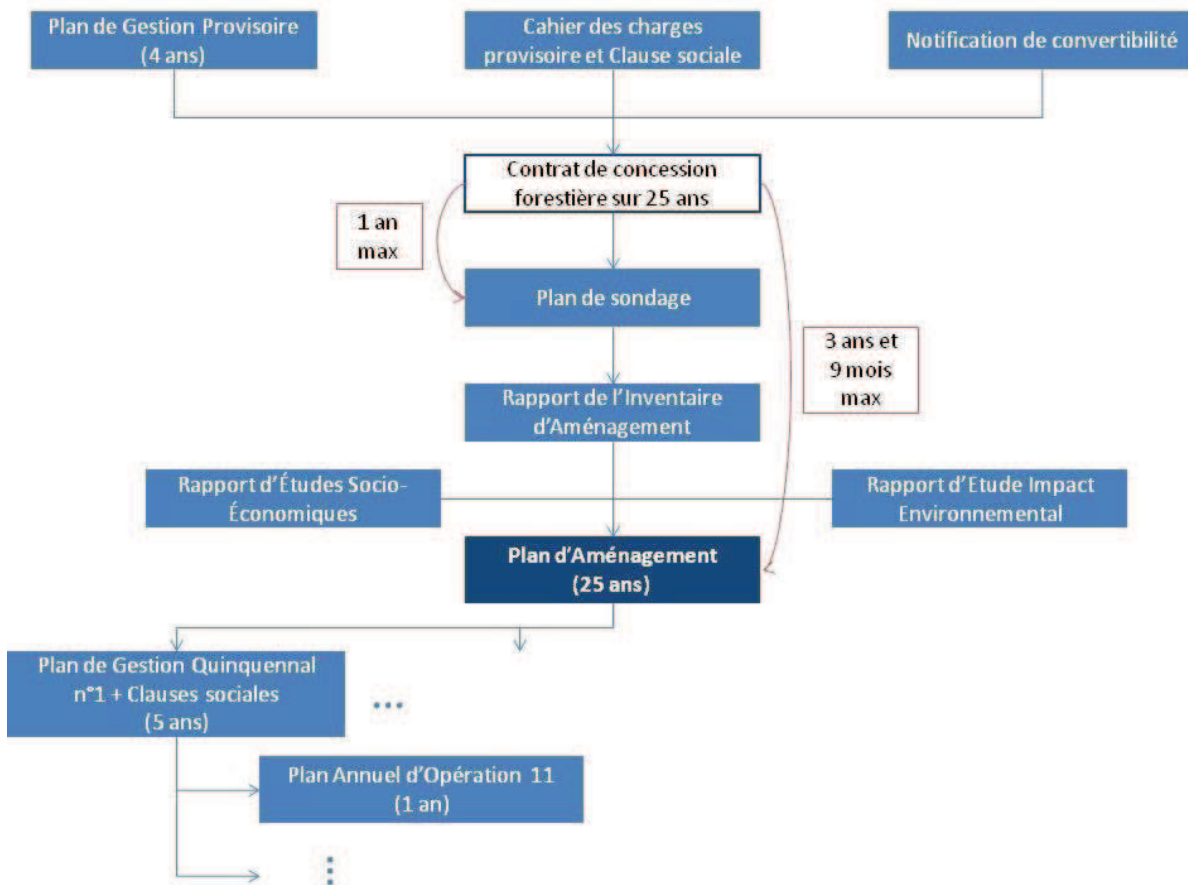 Plan de Gestion Provisoire
(4 ans)
Cahier des charges
provisoire et Clause sociale
Notification de convertibilité
Contrat de concession
forestière sur 25 ans
1 an
max
Plan de sondage
3 ans et
9 mois
max
Rapport de l'Inventaire
d'Aménagement
Rapport d'Études Socio-
Économiques
Rapport d'Etude Impact
Environnemental
Plan d'Aménagement
(25 ans)
Plan de Gestion Quinquennal
n°1 + Clauses sociales
(5 ans)
...
Plan Annuel d'Opération 11
(1 an)